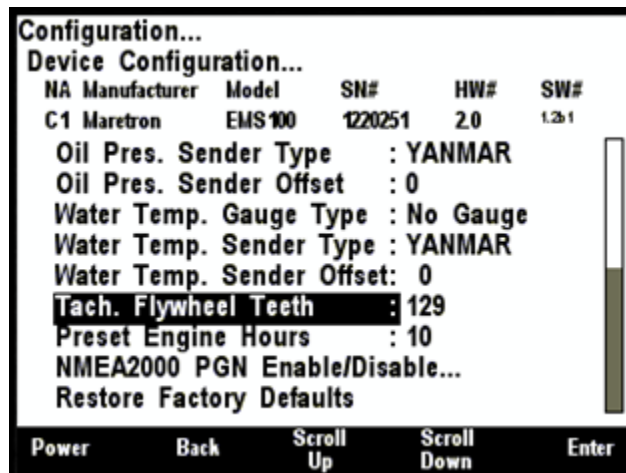 Configuration...
Device Configuration...
NA Manufacturer Model SN# HW# SW#
C1 Maretron EMS100 1220251 2.0 1.2b1
Oil Pres. Sender Type : YANMAR
Oil Pres. Sender Offset : 0
Water Temp. Gauge Type : No Gauge
Water Temp. Sender Type : YANMAR
Water Temp. Sender Offset: 0
Tach. Flywheel Teeth : 129
Preset Engine Hours : 10
NMEA2000 PGN Enable/Disable...
Restore Factory Defaults
Power Back Scroll Up Scroll Down Enter